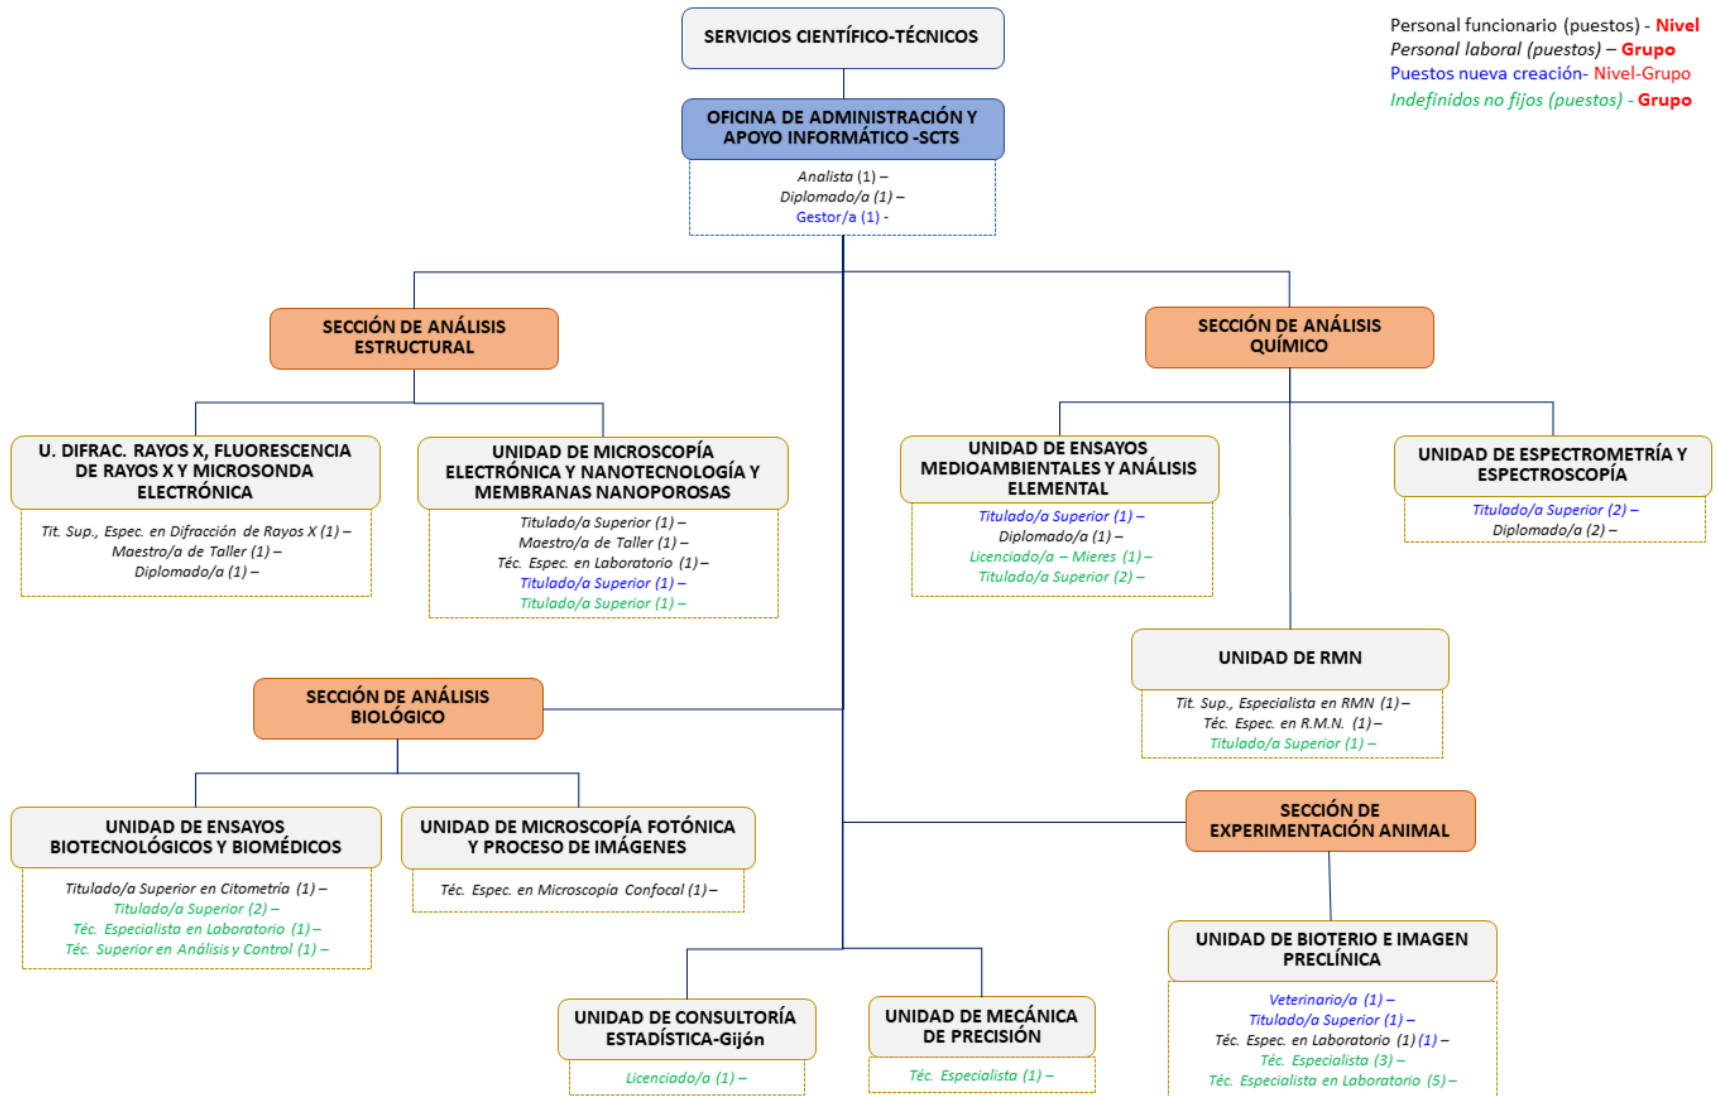 SERVICIOS CIENTÍFICO-TÉCNICOS
Personal funcionario (puestos) - Nivel
Personal laboral (puestos) – Grupo
Puestos nueva creación- Nivel-Grupo
Indefinidos no fijos (puestos) - Grupo
OFICINA DE ADMINISTRACIÓN Y
APOYO INFORMÁTICO -SCTS
Analista (1) –
Diplomado/a (1) –
Gestor/a (1) -
SECCIÓN DE ANÁLISIS
ESTRUCTURAL
SECCIÓN DE ANÁLISIS
QUÍMICO
U. DIFRAC. RAYOS X, FLUORESCENCIA
DE RAYOS X Y MICROSONDA
ELECTRÓNICA
Tit. Sup., Espec. en Difracción de Rayos X (1) –
Maestro/a de Taller (1) –
Diplomado/a (1) –
UNIDAD DE MICROSCOPÍA
ELECTRÓNICA Y NANOTECNOLOGÍA Y
MEMBRANAS NANOPOROSAS
Titulado/a Superior (1) –
Maestro/a de Taller (1) –
Téc. Espec. en Laboratorio (1) –
Titulado/a Superior (1) –
Titulado/a Superior (1) –
UNIDAD DE ENSAYOS
MEDIOAMBIENTALES Y ANÁLISIS
ELEMENTAL
Titulado/a Superior (1) –
Diplomado/a (1) –
Licenciado/a – Mieres (1) –
Titulado/a Superior (2) –
UNIDAD DE ESPECTROMETRÍA Y
ESPECTROSCOPÍA
Titulado/a Superior (2) –
Diplomado/a (2) –
UNIDAD DE RMN
Tit. Sup., Especialista en RMN (1) –
Téc. Espec. en R.M.N. (1) –
Titulado/a Superior (1) –
SECCIÓN DE ANÁLISIS
BIOLÓGICO
UNIDAD DE ENSAYOS
BIOTECNOLÓGICOS Y BIOMÉDICOS
Titulado/a Superior en Citometría (1) –
Titulado/a Superior (2) –
Téc. Especialista en Laboratorio (1) –
Téc. Superior en Análisis y Control (1) –
UNIDAD DE MICROSCOPÍA FOTÓNICA
Y PROCESO DE IMÁGENES
Téc. Espec. en Microscopía Confocal (1) –
SECCIÓN DE
EXPERIMENTACIÓN ANIMAL
UNIDAD DE BIOTERIO E IMAGEN
PRECLÍNICA
Veterinario/a (1) –
Titulado/a Superior (1) –
Téc. Espec. en Laboratorio (1) (1) –
Téc. Especialista (3) –
Téc. Especialista en Laboratorio (5) –
UNIDAD DE CONSULTORÍA
ESTADÍSTICA-Gijón
Licenciado/a (1) –
UNIDAD DE MECÁNICA
DE PRECISIÓN
Téc. Especialista (1) –